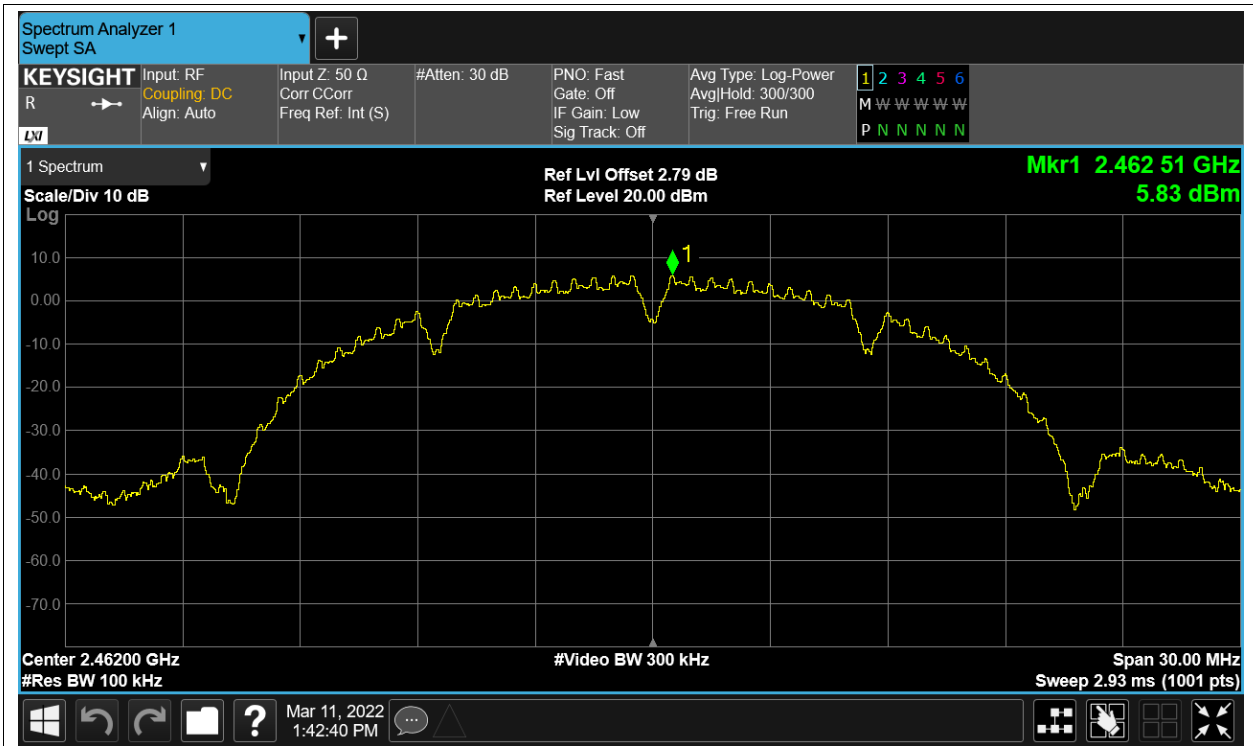 Spectrum Analyzer 1
Swept SA
KEYSIGHT
R
LXI
Input: RF
Coupling: DC
Align: Auto
Input Z: 50 Ω
Corr CCorr
Freq Ref: Int (S)
#Atten: 30 dB
PNO: Fast
Gate: Off
IF Gain: Low
Sig Track: Off
Avg Type: Log-Power
Avg|Hold: 300/300
Trig: Free Run
1 2 3 4 5 6
M W W W W W
P N N N N N
1 Spectrum
Scale/Div 10 dB
Log
Ref Lvl Offset 2.79 dB
Ref Level 20.00 dBm
Mkr1 2.462 51 GHz
5.83 dBm
1
10.0
0.00
-10.0
-20.0
-30.0
-40.0
-50.0
-60.0
-70.0
Center 2.46200 GHz
#Res BW 100 kHz
#Video BW 300 kHz
Span 30.00 MHz
Sweep 2.93 ms (1001 pts)
?
Mar 11, 2022
1:42:40 PM